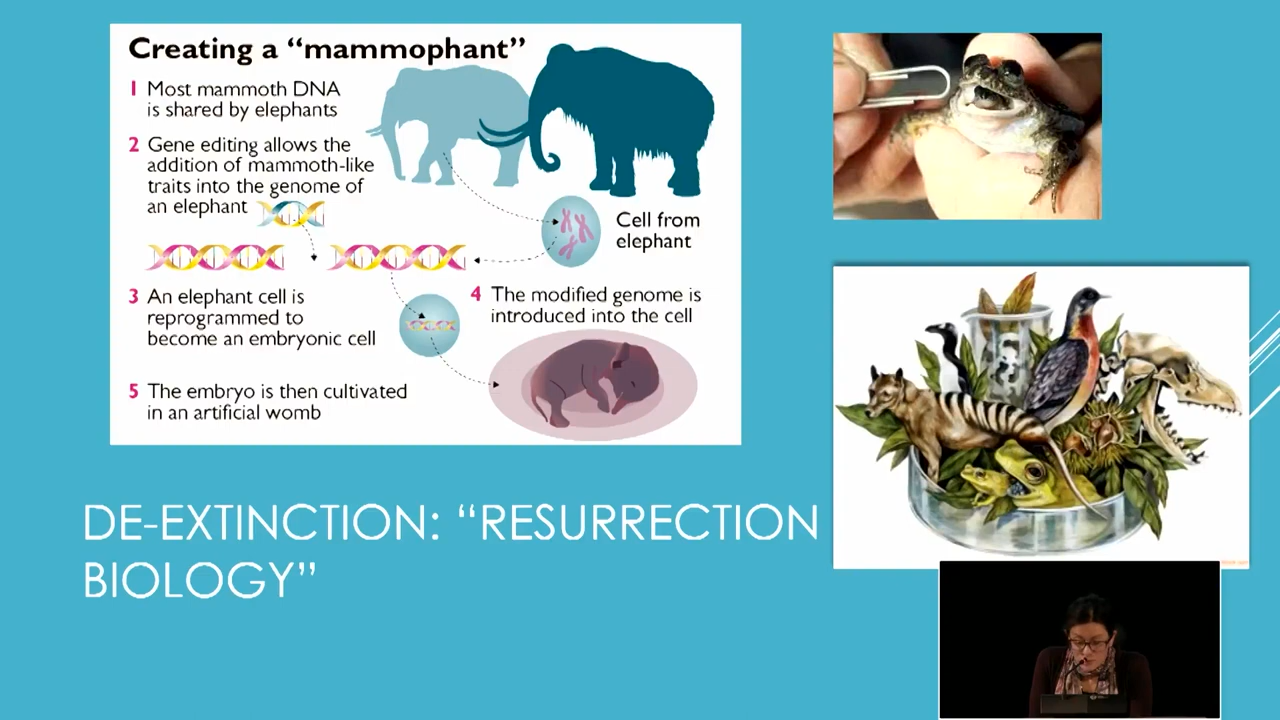 Creating a “mammophant”
1 Most mammoth DNA
is shared by elephants
2 Gene editing allows the
addition of mammoth-like
traits into the genome of
an elephant
Cell from
elephant
3 An elephant cell is
reprogrammed to
become an embryonic cell
4 The modified genome is
introduced into the cell
5 The embryo is then cultivated
in an artificial womb
DE-EXTINCTION: “RESURRECTION
BIOLOGY”